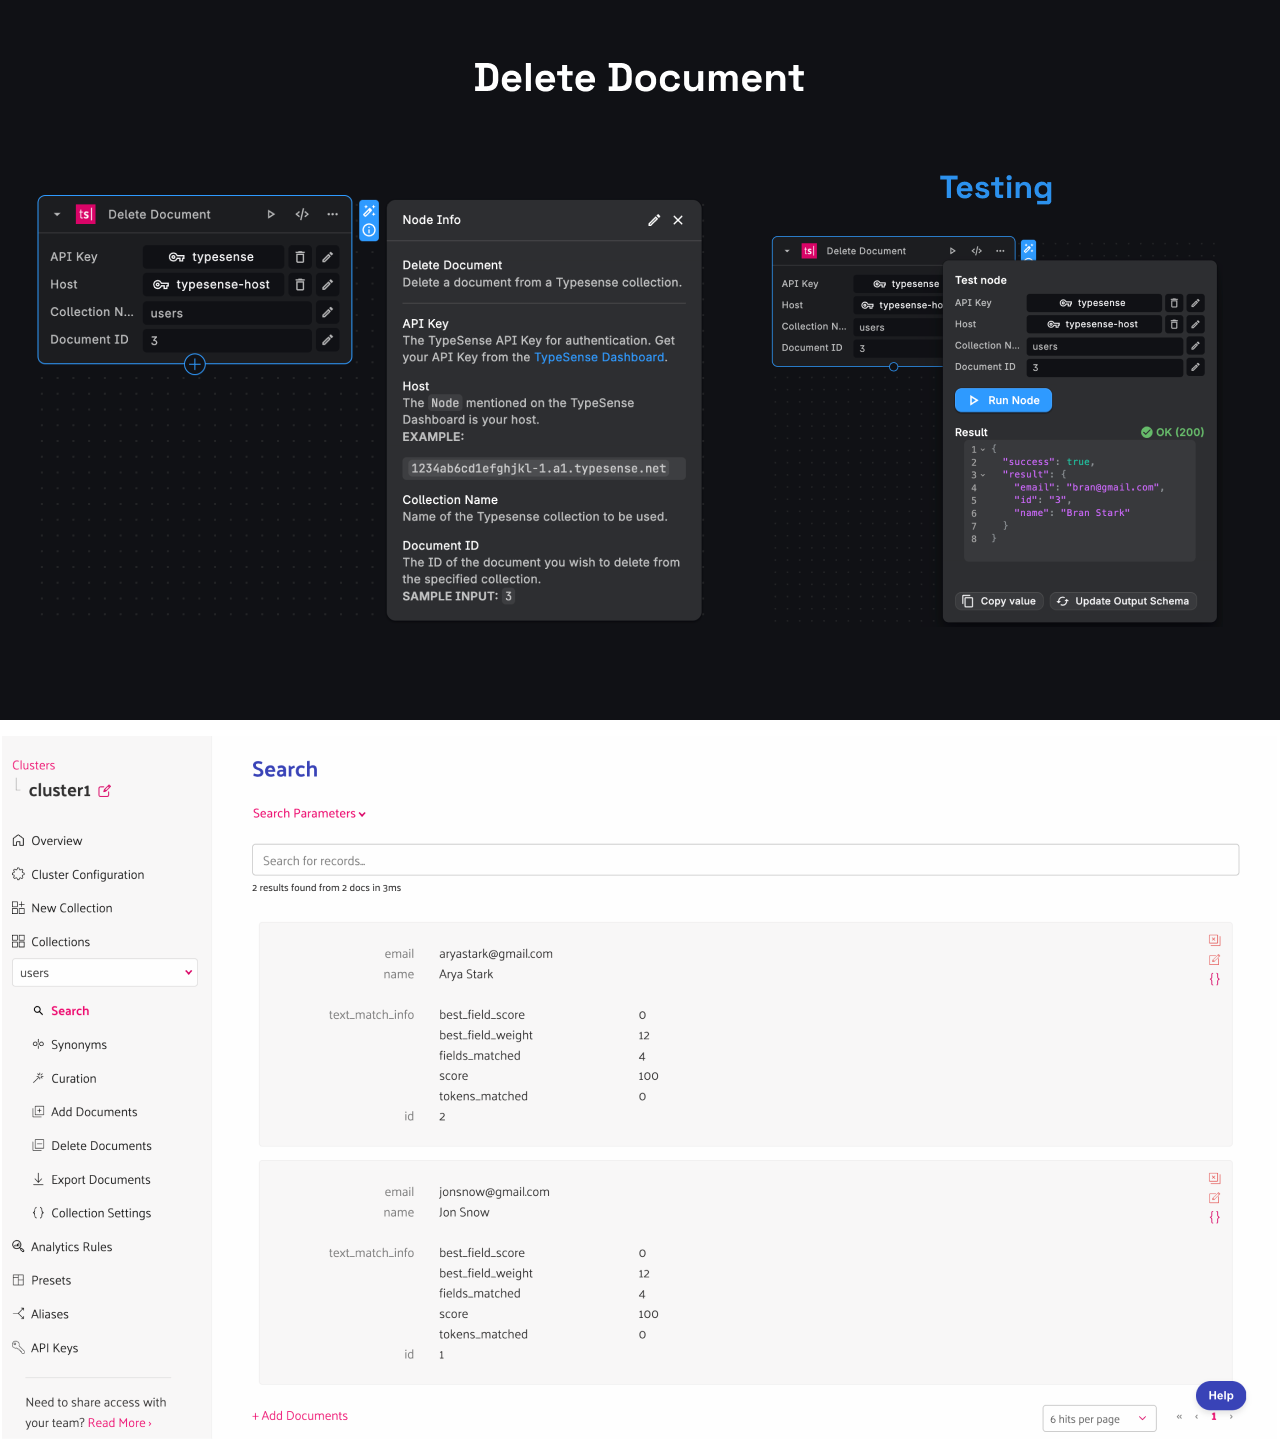 Delete Document
Testing
ts| Delete Document </> ...
API Key typesense
Host typesense-host
Collection N... users
Document ID 3
Node Info
Delete Document
Delete a document from a Typesense collection.
API Key
The TypeSense API Key for authentication. Get
your API Key from the TypeSense Dashboard.
Host
The Node mentioned on the TypeSense
Dashboard is your host.
EXAMPLE:
1234ab6cd1efghjkl-1.a1.typesense.net
Collection Name
Name of the Typesense collection to be used.
Document ID
The ID of the document you wish to delete from
the specified collection.
SAMPLE INPUT: 3
ts| Delete Document </> ...
API Key typesense
Host typesense-ho
Collection N... users
Document ID 3
Test node
API Key typesense
Host typesense-host
Collection N... users
Document ID 3
Run Node
Result OK (200)
1 {
2 "success": true,
3 "result": {
4 "email": "bran@gmail.com",
5 "id": "3",
6 "name": "Bran Stark"
7 }
8 }
Copy value Update Output Schema
Clusters
cluster1
Overview
Cluster Configuration
New Collection
Collections
users
Search
Synonyms
Curation
Add Documents
Delete Documents
Export Documents
{ } Collection Settings
Analytics Rules
Presets
Aliases
API Keys
Need to share access with
your team? Read More ›
Search
Search Parameters
Search for records...
2 results found from 2 docs in 3ms
email aryastark@gmail.com
name Arya Stark
{ }
text_match_info best_field_score 0
best_field_weight 12
fields_matched 4
score 100
tokens_matched 0
id 2
email jonsnow@gmail.com
name Jon Snow
{ }
text_match_info best_field_score 0
best_field_weight 12
fields_matched 4
score 100
tokens_matched 0
id 1
Help
+ Add Documents
6 hits per page « ‹ 1 ›